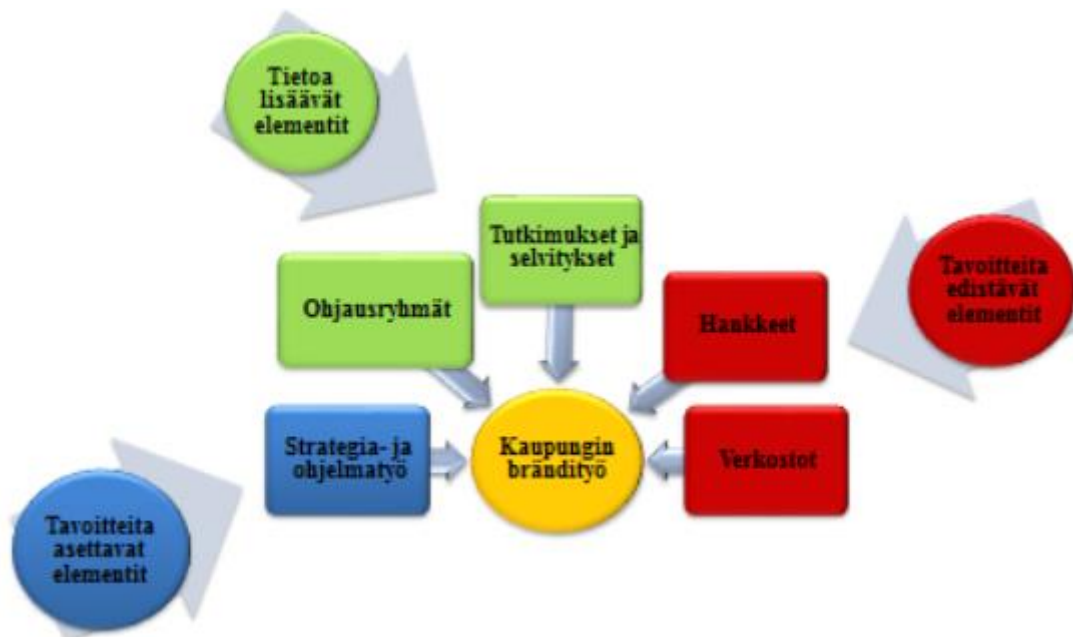 Tietoa
lisäävät
elementit
Tutkimukset ja
selvitykset
Ohjausryhmät
Hankkeet
Tavoitteita
edistävät
elementit
Strategia- ja
ohjelmatyö
Kaupungin
brändityö
Verkostot
Tavoitteita
asettavat
elementit